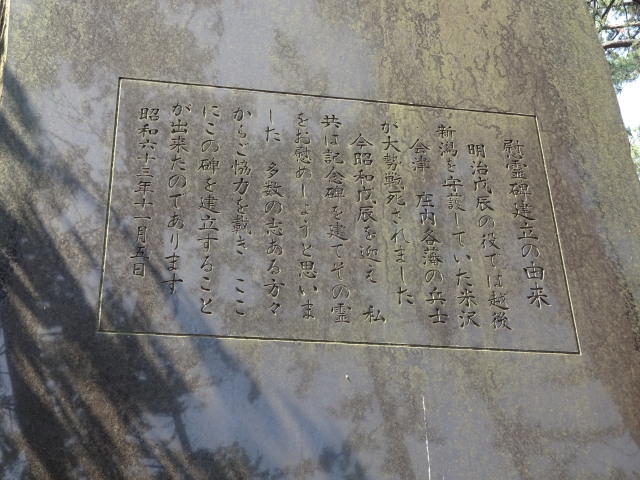 慰霊碑建立の由来
明治戊辰の役では越後
新潟を守護していた米沢
会津 庄内各藩の兵士
が大勢戦死されました
今昭和戊辰を迎え 私
共は記念碑を建てその霊
をお慰めしようと思いま
した 多数の志ある方々
からご協力を戴き ここ
にこの碑を建立すること
が出来たのであります
昭和六十三年十一月五日